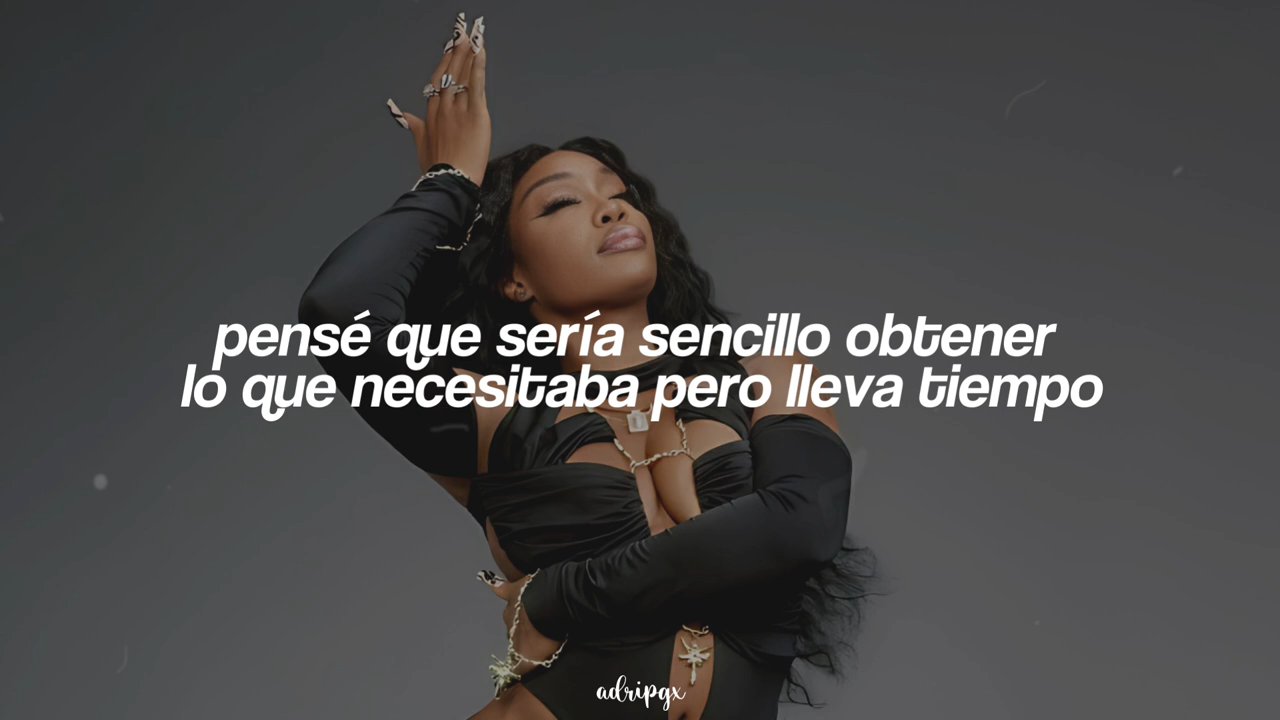 pensé que sería sencillo obtener
lo que necesitaba pero lleva tiempo
adripgx